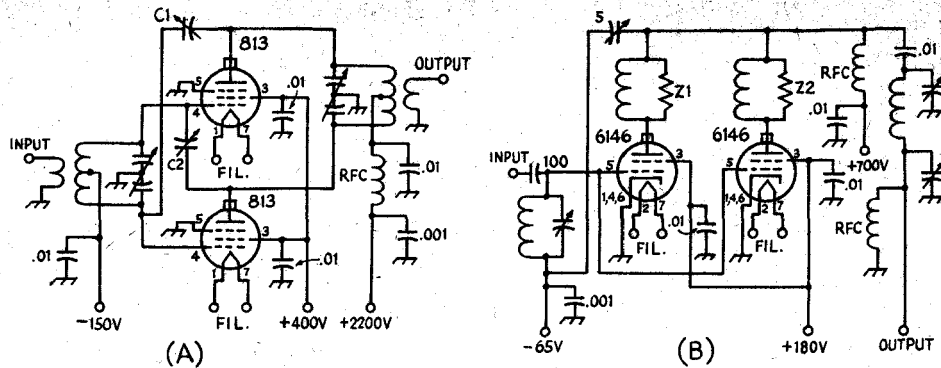 C1
813
5
4
3
.01
1
7
FIL.
C2
INPUT
OUTPUT
RFC
.01
.001
813
5
4
3
.01
1
7
FIL.
.01
-150V
+400V
+2200V
(A)
5
Z1
Z2
RFC
.01
.01
+700V
6146
6146
INPUT
100
5
3
1,4,6
2
7
FIL.
.01
5
3
1,4,6
2
7
FIL.
.01
RFC
.001
-65V
+180V
OUTPUT
(B)